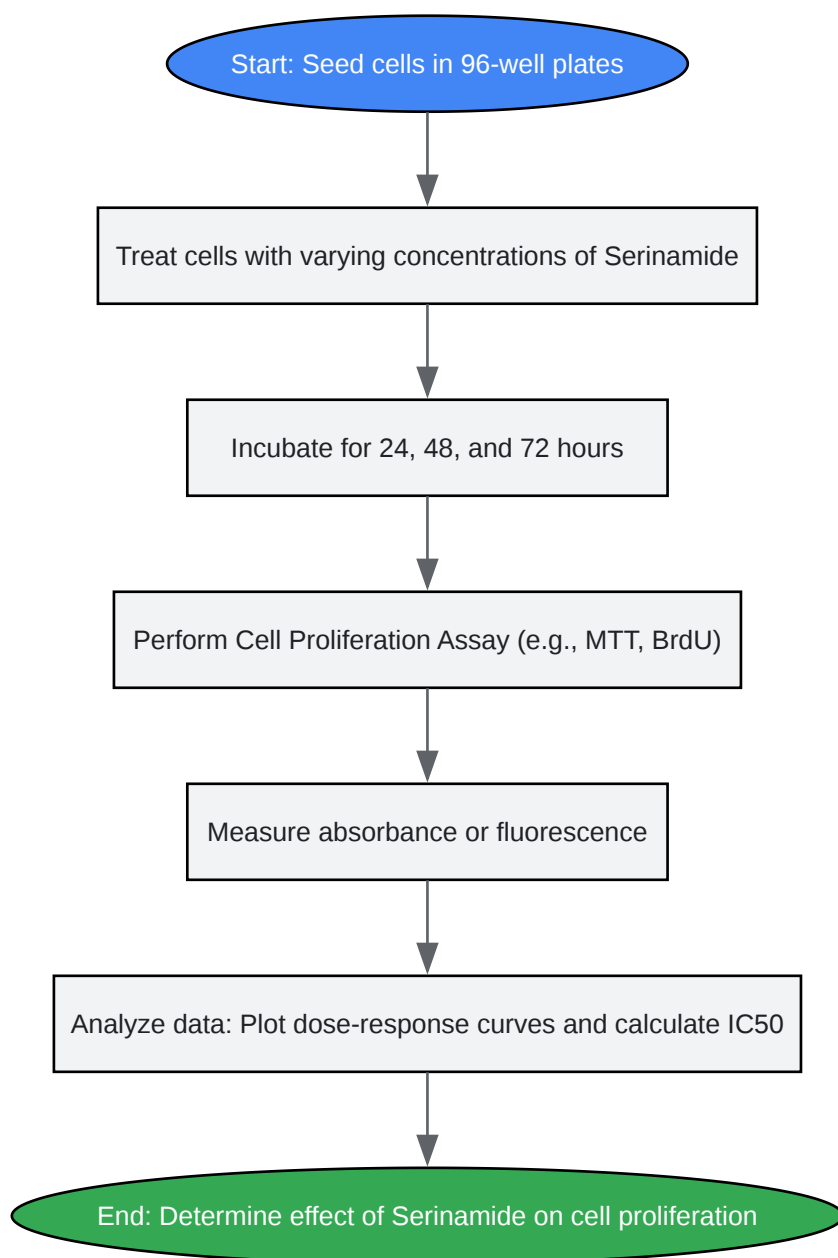 Start: Seed cells in 96-well plates
Treat cells with varying concentrations of Serinamide
Incubate for 24, 48, and 72 hours
Perform Cell Proliferation Assay (e.g., MTT, BrdU)
Measure absorbance or fluorescence
Analyze data: Plot dose-response curves and calculate IC50
End: Determine effect of Serinamide on cell proliferation